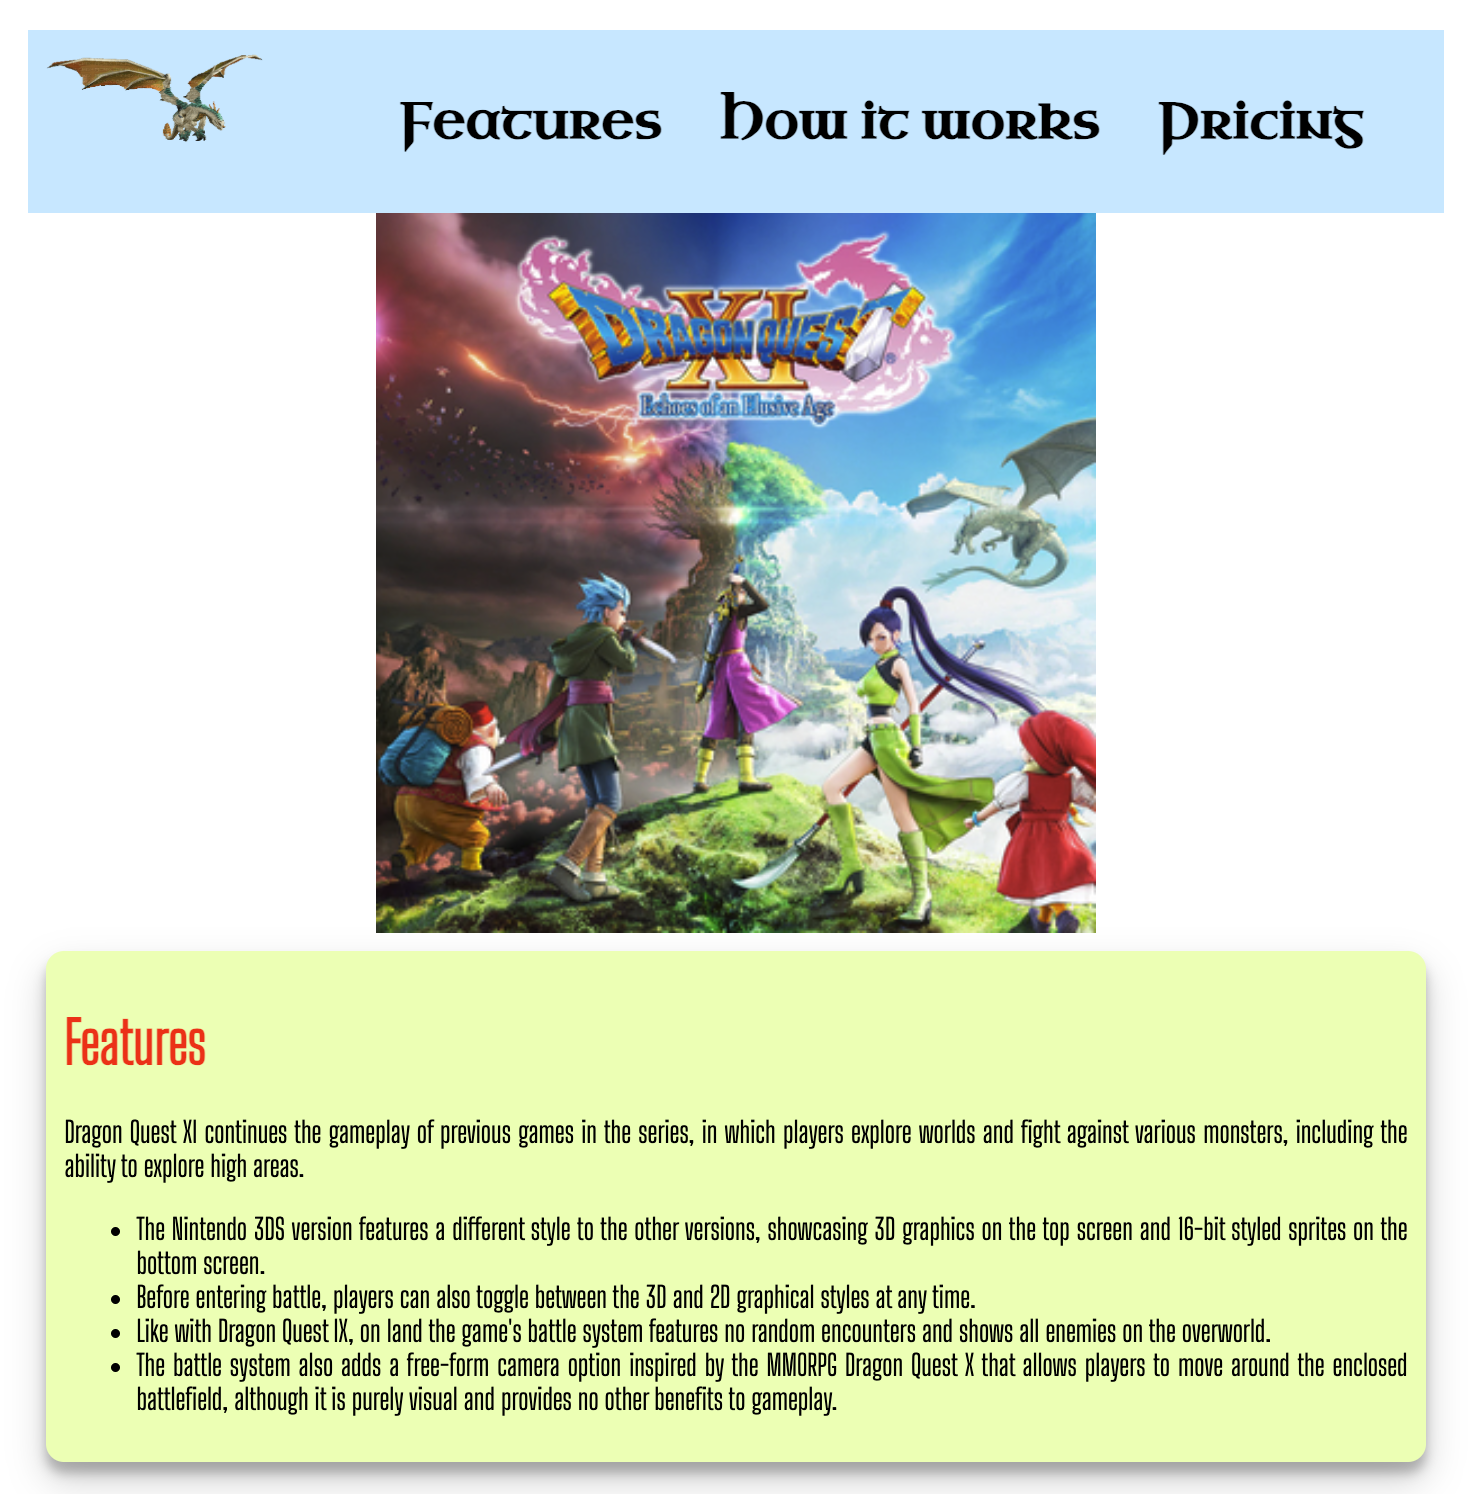 Features How it works Pricing
XI
DRAGON QUEST
®
Echoes of an Elusive Age
Features
Dragon Quest XI continues the gameplay of previous games in the series, in which players explore worlds and fight against various monsters, including the
ability to explore high areas.
• The Nintendo 3DS version features a different style to the other versions, showcasing 3D graphics on the top screen and 16-bit styled sprites on the
bottom screen.
• Before entering battle, players can also toggle between the 3D and 2D graphical styles at any time.
• Like with Dragon Quest IX, on land the game's battle system features no random encounters and shows all enemies on the overworld.
• The battle system also adds a free-form camera option inspired by the MMORPG Dragon Quest X that allows players to move around the enclosed
battlefield, although it is purely visual and provides no other benefits to gameplay.